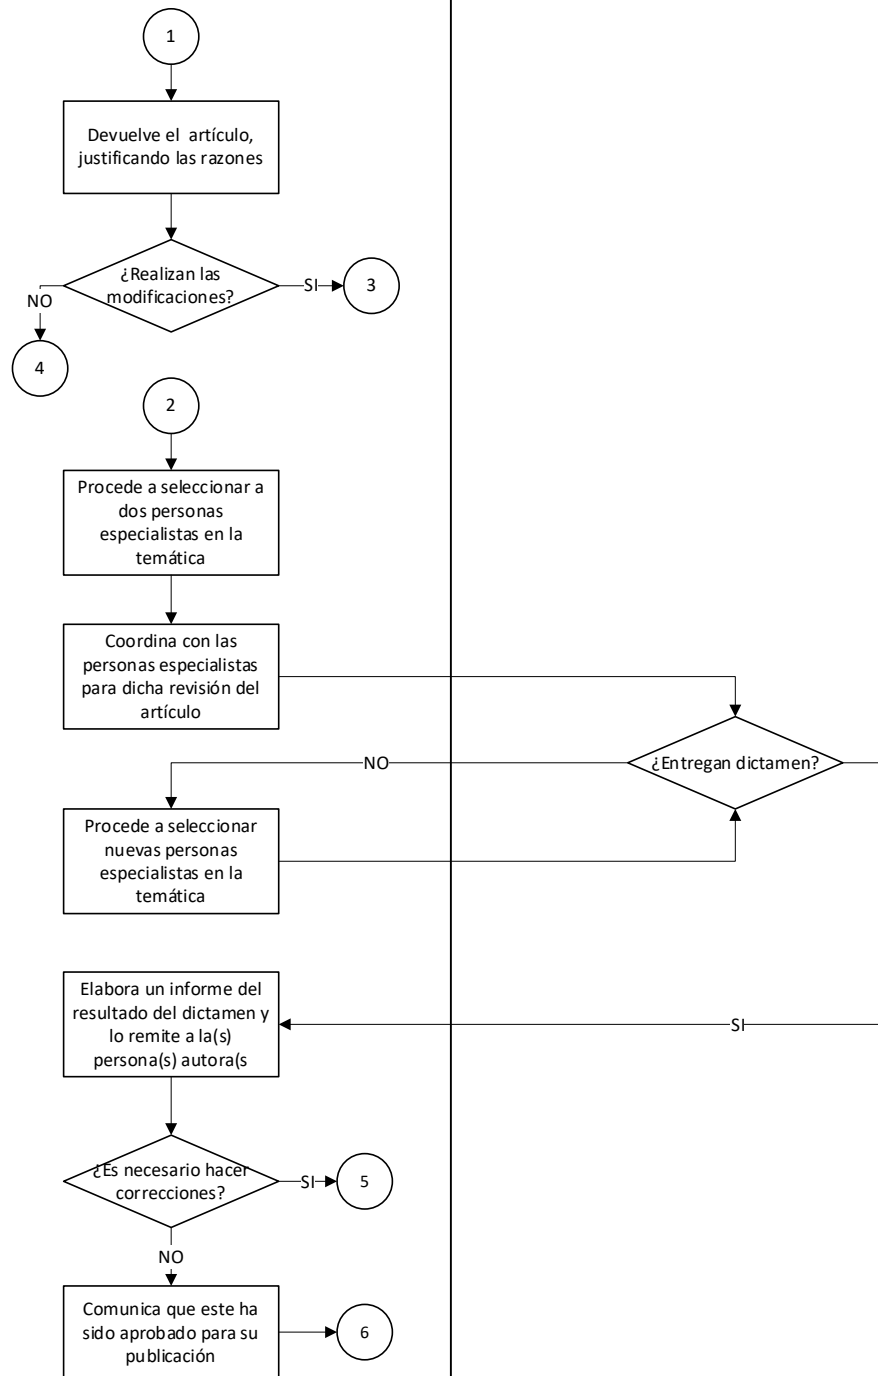 1
Devuelve el artículo,
justificando las razones
¿Realizan las
modificaciones?
SI
3
NO
4
2
Procede a seleccionar a
dos personas
especialistas en la
temática
Coordina con las
personas especialistas
para dicha revisión del
artículo
¿Entregan dictamen?
NO
Procede a seleccionar
nuevas personas
especialistas en la
temática
Elabora un informe del
resultado del dictamen y
lo remite a la(s)
persona(s) autora(s
SI
¿Es necesario hacer
correcciones?
SI
5
NO
Comunica que este ha
sido aprobado para su
publicación
6